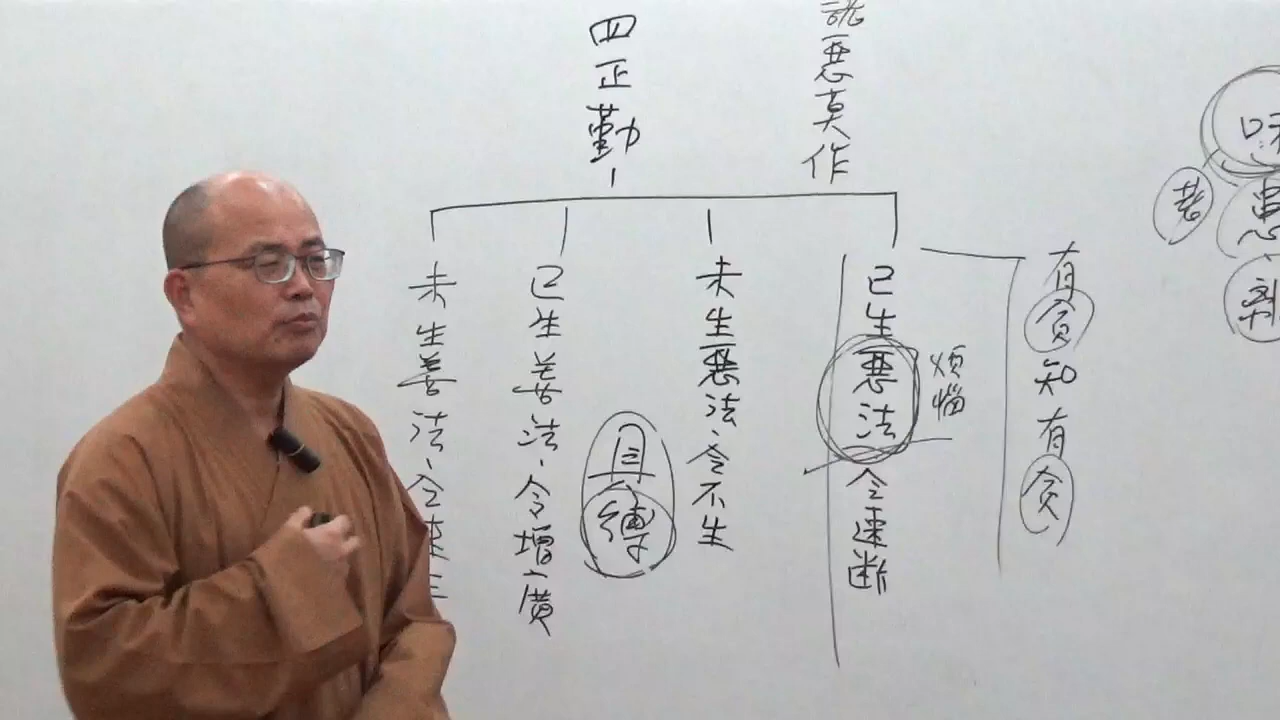 四正勤
惡莫作
有貪知有貪
已生惡法令速斷
煩惱
未生惡法、令不生
具縛
已生善法、令增廣
未生善法、令速
患